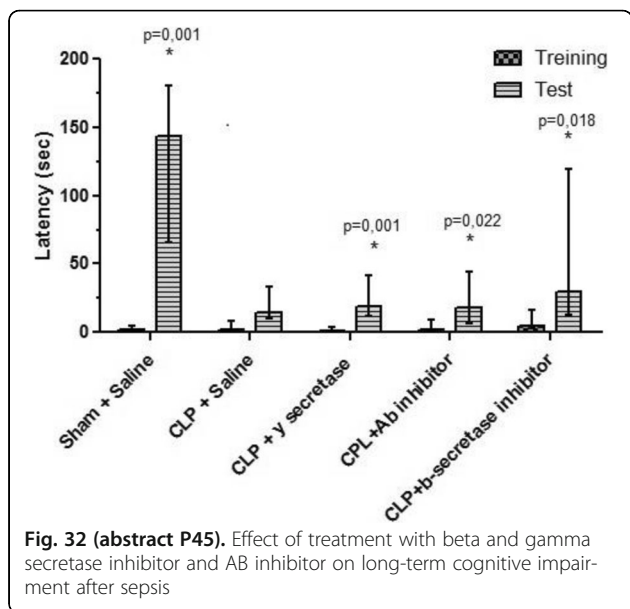 p=0,001
*
200
Treining
Test
p=0,018
*
150
Latency (sec)
100
p=0,001
*
p=0,022
*
50
0
Sham + Saline
CLP + Saline
CLP + y secretase
CPL+Ab inhibitor
CLP+b-secretase inhibitor
Fig. 32 (abstract P45). Effect of treatment with beta and gamma
secretase inhibitor and AB inhibitor on long-term cognitive impair-
ment after sepsis